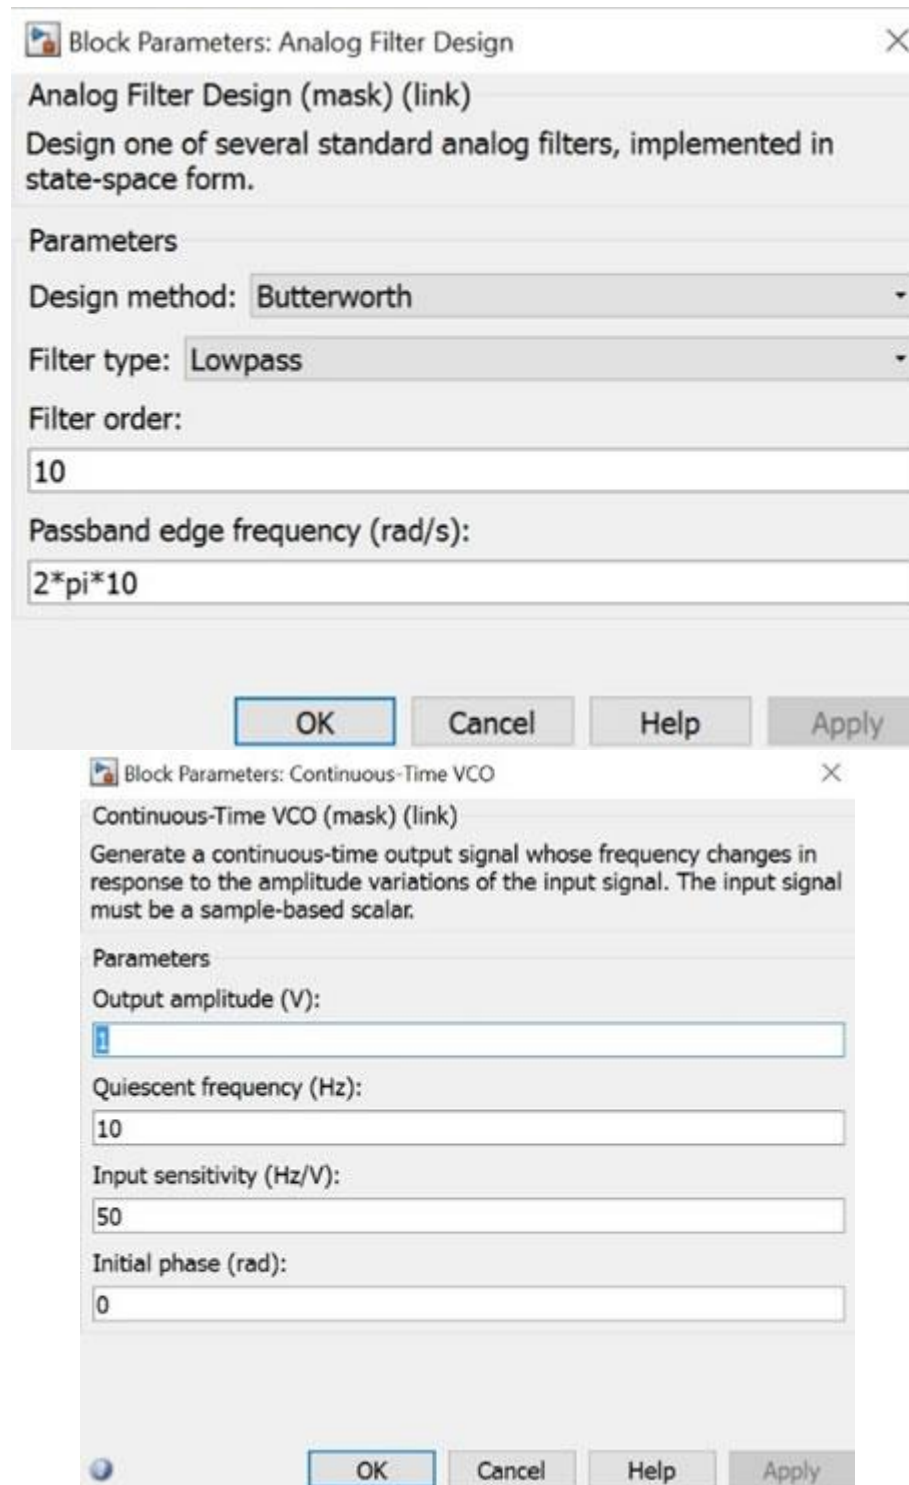 Block Parameters: Analog Filter Design
Analog Filter Design (mask) (link)
Design one of several standard analog filters, implemented in
state-space form.
Parameters
Design method: Butterworth
Filter type: Lowpass
Filter order:
10
Passband edge frequency (rad/s):
2*pi*10
OK Cancel Help Apply
Block Parameters: Continuous-Time VCO
Continuous-Time VCO (mask) (link)
Generate a continuous-time output signal whose frequency changes in
response to the amplitude variations of the input signal. The input signal
must be a sample-based scalar.
Parameters
Output amplitude (V):
1
Quiescent frequency (Hz):
10
Input sensitivity (Hz/V):
50
Initial phase (rad):
0
OK Cancel Help Apply